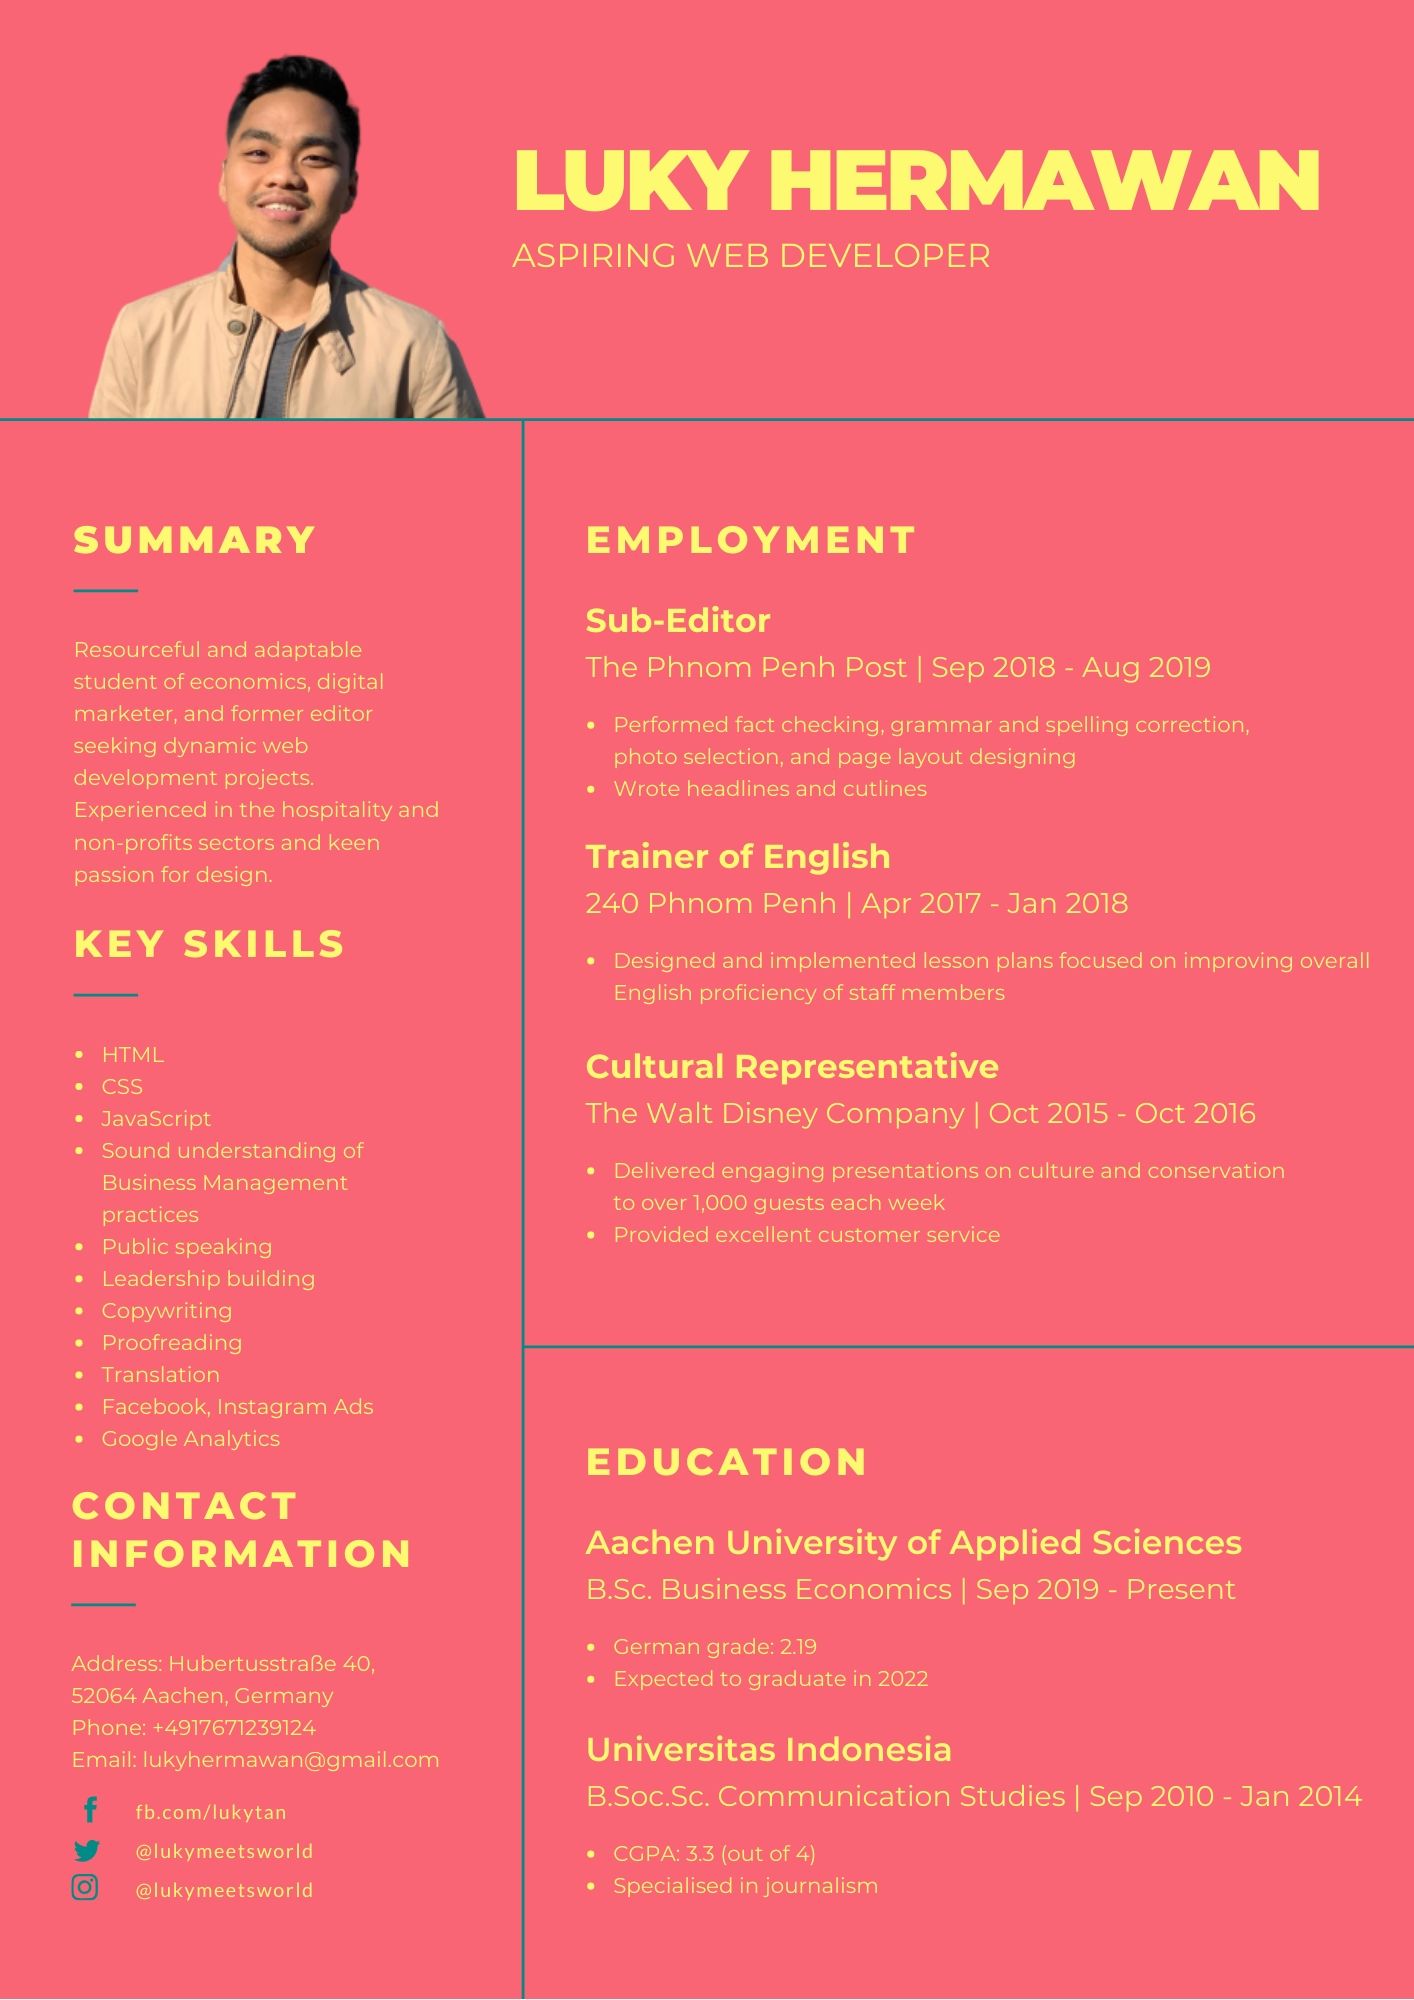 LUKY HERMAWAN
ASPIRING WEB DEVELOPER
SUMMARY
Resourceful and adaptable
student of economics, digital
marketer, and former editor
seeking dynamic web
development projects.
Experienced in the hospitality and
non-profits sectors and keen
passion for design.
KEY SKILLS
HTML
CSS
JavaScript
Sound understanding of
Business Management
practices
Public speaking
Leadership building
Copywriting
Proofreading
Translation
Facebook, Instagram Ads
Google Analytics
CONTACT
INFORMATION
Address: Hubertusstraße 40,
52064 Aachen, Germany
Phone: +4917671239124
Email: lukyhermawan@gmail.com
fb.com/lukytan
@lukymeetsworld
@lukymeetsworld
EMPLOYMENT
Sub-Editor
The Phnom Penh Post | Sep 2018 - Aug 2019
Performed fact checking, grammar and spelling correction,
photo selection, and page layout designing
Wrote headlines and cutlines
Trainer of English
240 Phnom Penh | Apr 2017 - Jan 2018
Designed and implemented lesson plans focused on improving overall
English proficiency of staff members
Cultural Representative
The Walt Disney Company | Oct 2015 - Oct 2016
Delivered engaging presentations on culture and conservation
to over 1,000 guests each week
Provided excellent customer service
EDUCATION
Aachen University of Applied Sciences
B.Sc. Business Economics | Sep 2019 - Present
German grade: 2.19
Expected to graduate in 2022
Universitas Indonesia
B.Soc.Sc. Communication Studies | Sep 2010 - Jan 2014
CGPA: 3.3 (out of 4)
Specialised in journalism